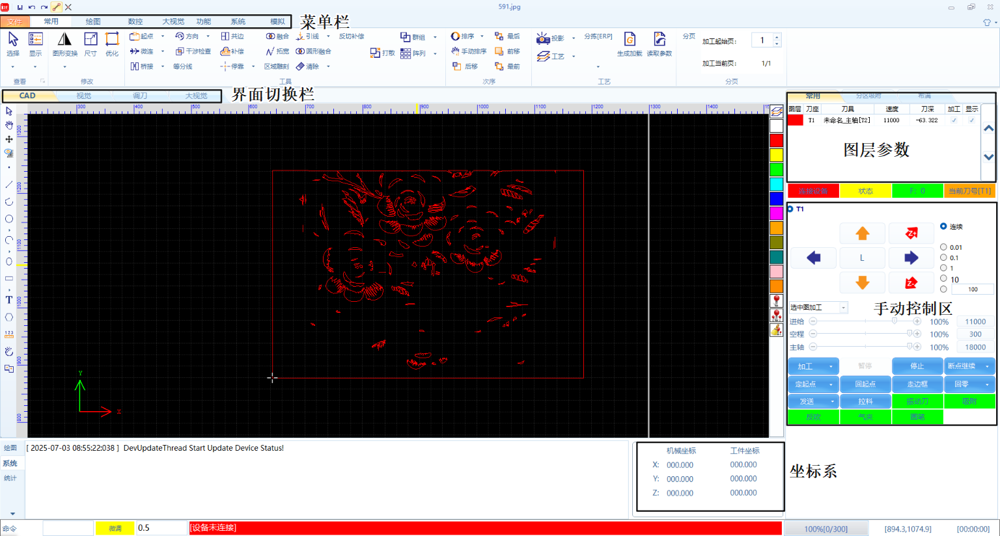 591.jpg
文件 常用 绘图 数控 大视觉 功能 系统 模拟 菜单栏
选择 显示 图形变换 尺寸 优化
起点 方向 共边 融合 引线 反切补偿
微连 干涉检查 补偿 拓宽 圆形融合
桥接 等分线 停靠 区域雕刻 清除
群组 打散 阵列
排序 最后
手动排序 前移
后移 最前
投影 分拣[ERP]
工艺 生成加载 读取参数
分页 加工起始页: 1
加工当前页: 1/1
查看 修改 工具 次序 工艺 分页
CAD 视觉 调刀 大视觉 界面切换栏
300 400 500 600 700 800 900 1000 1100 1200 1300 1400
1300
1200
1100
1000
900
800
T
123
Y
X
常用 分区吸附 布满
图层 刀座 刀具 速度 刀深 加工 显示
T1 未命名_主轴[T2] 11000 -63.322
图层参数
连接设备 状态 F: 0 当前刀号[T1]
T1
Z+ 连续
0.01
L 0.1
1
Z- 10
100
选中图加工 手动控制区
进给 100% 11000
空程 100% 300
主轴 100% 18000
加工 暂停 停止 断点继续
定起点 回起点 走边框 回零
发送 拉料 振动刀 吸附
反吹 气夹 画笔
绘图
系统
统计
[ 2025-07-03 08:55:22:038 ] DevUpdateThread Start Update Device Status!
机械坐标 工件坐标
X: 000.000 000.000
Y: 000.000 000.000
Z: 000.000 000.000
坐标系
命令 微调 0.5 [设备未连接] 100%[0/300] [894.3,1074.9] [00:00:00]